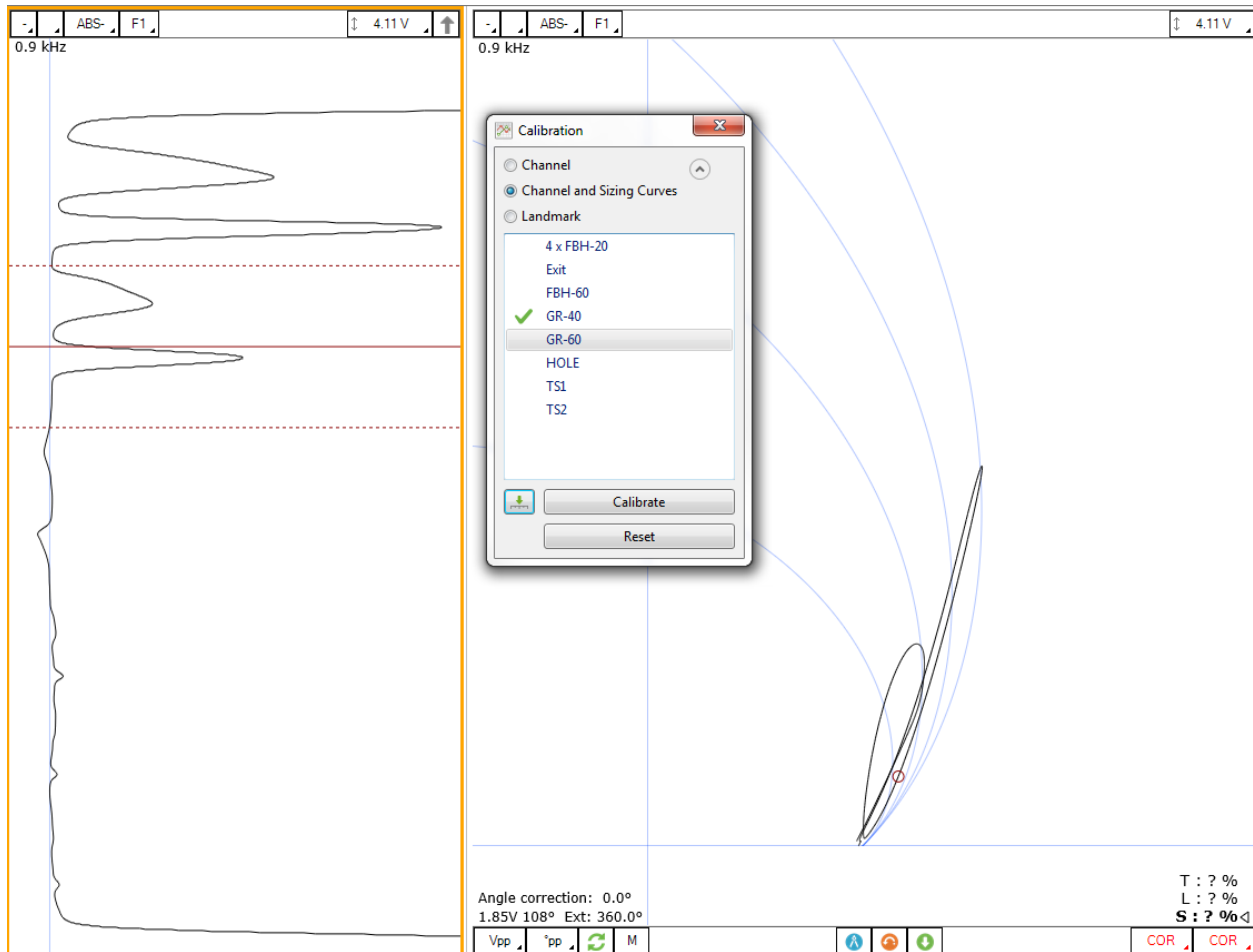 - ABS- F1 4.11 V
0.9 kHz
- ABS- F1 4.11 V
0.9 kHz
Calibration
Channel
Channel and Sizing Curves
Landmark
4 x FBH-20
Exit
FBH-60
GR-40
GR-60
HOLE
TS1
TS2
Calibrate
Reset
T : ? %
L : ? %
S : ? %
Angle correction: 0.0°
1.85V 108° Ext: 360.0°
Vpp °pp M COR COR